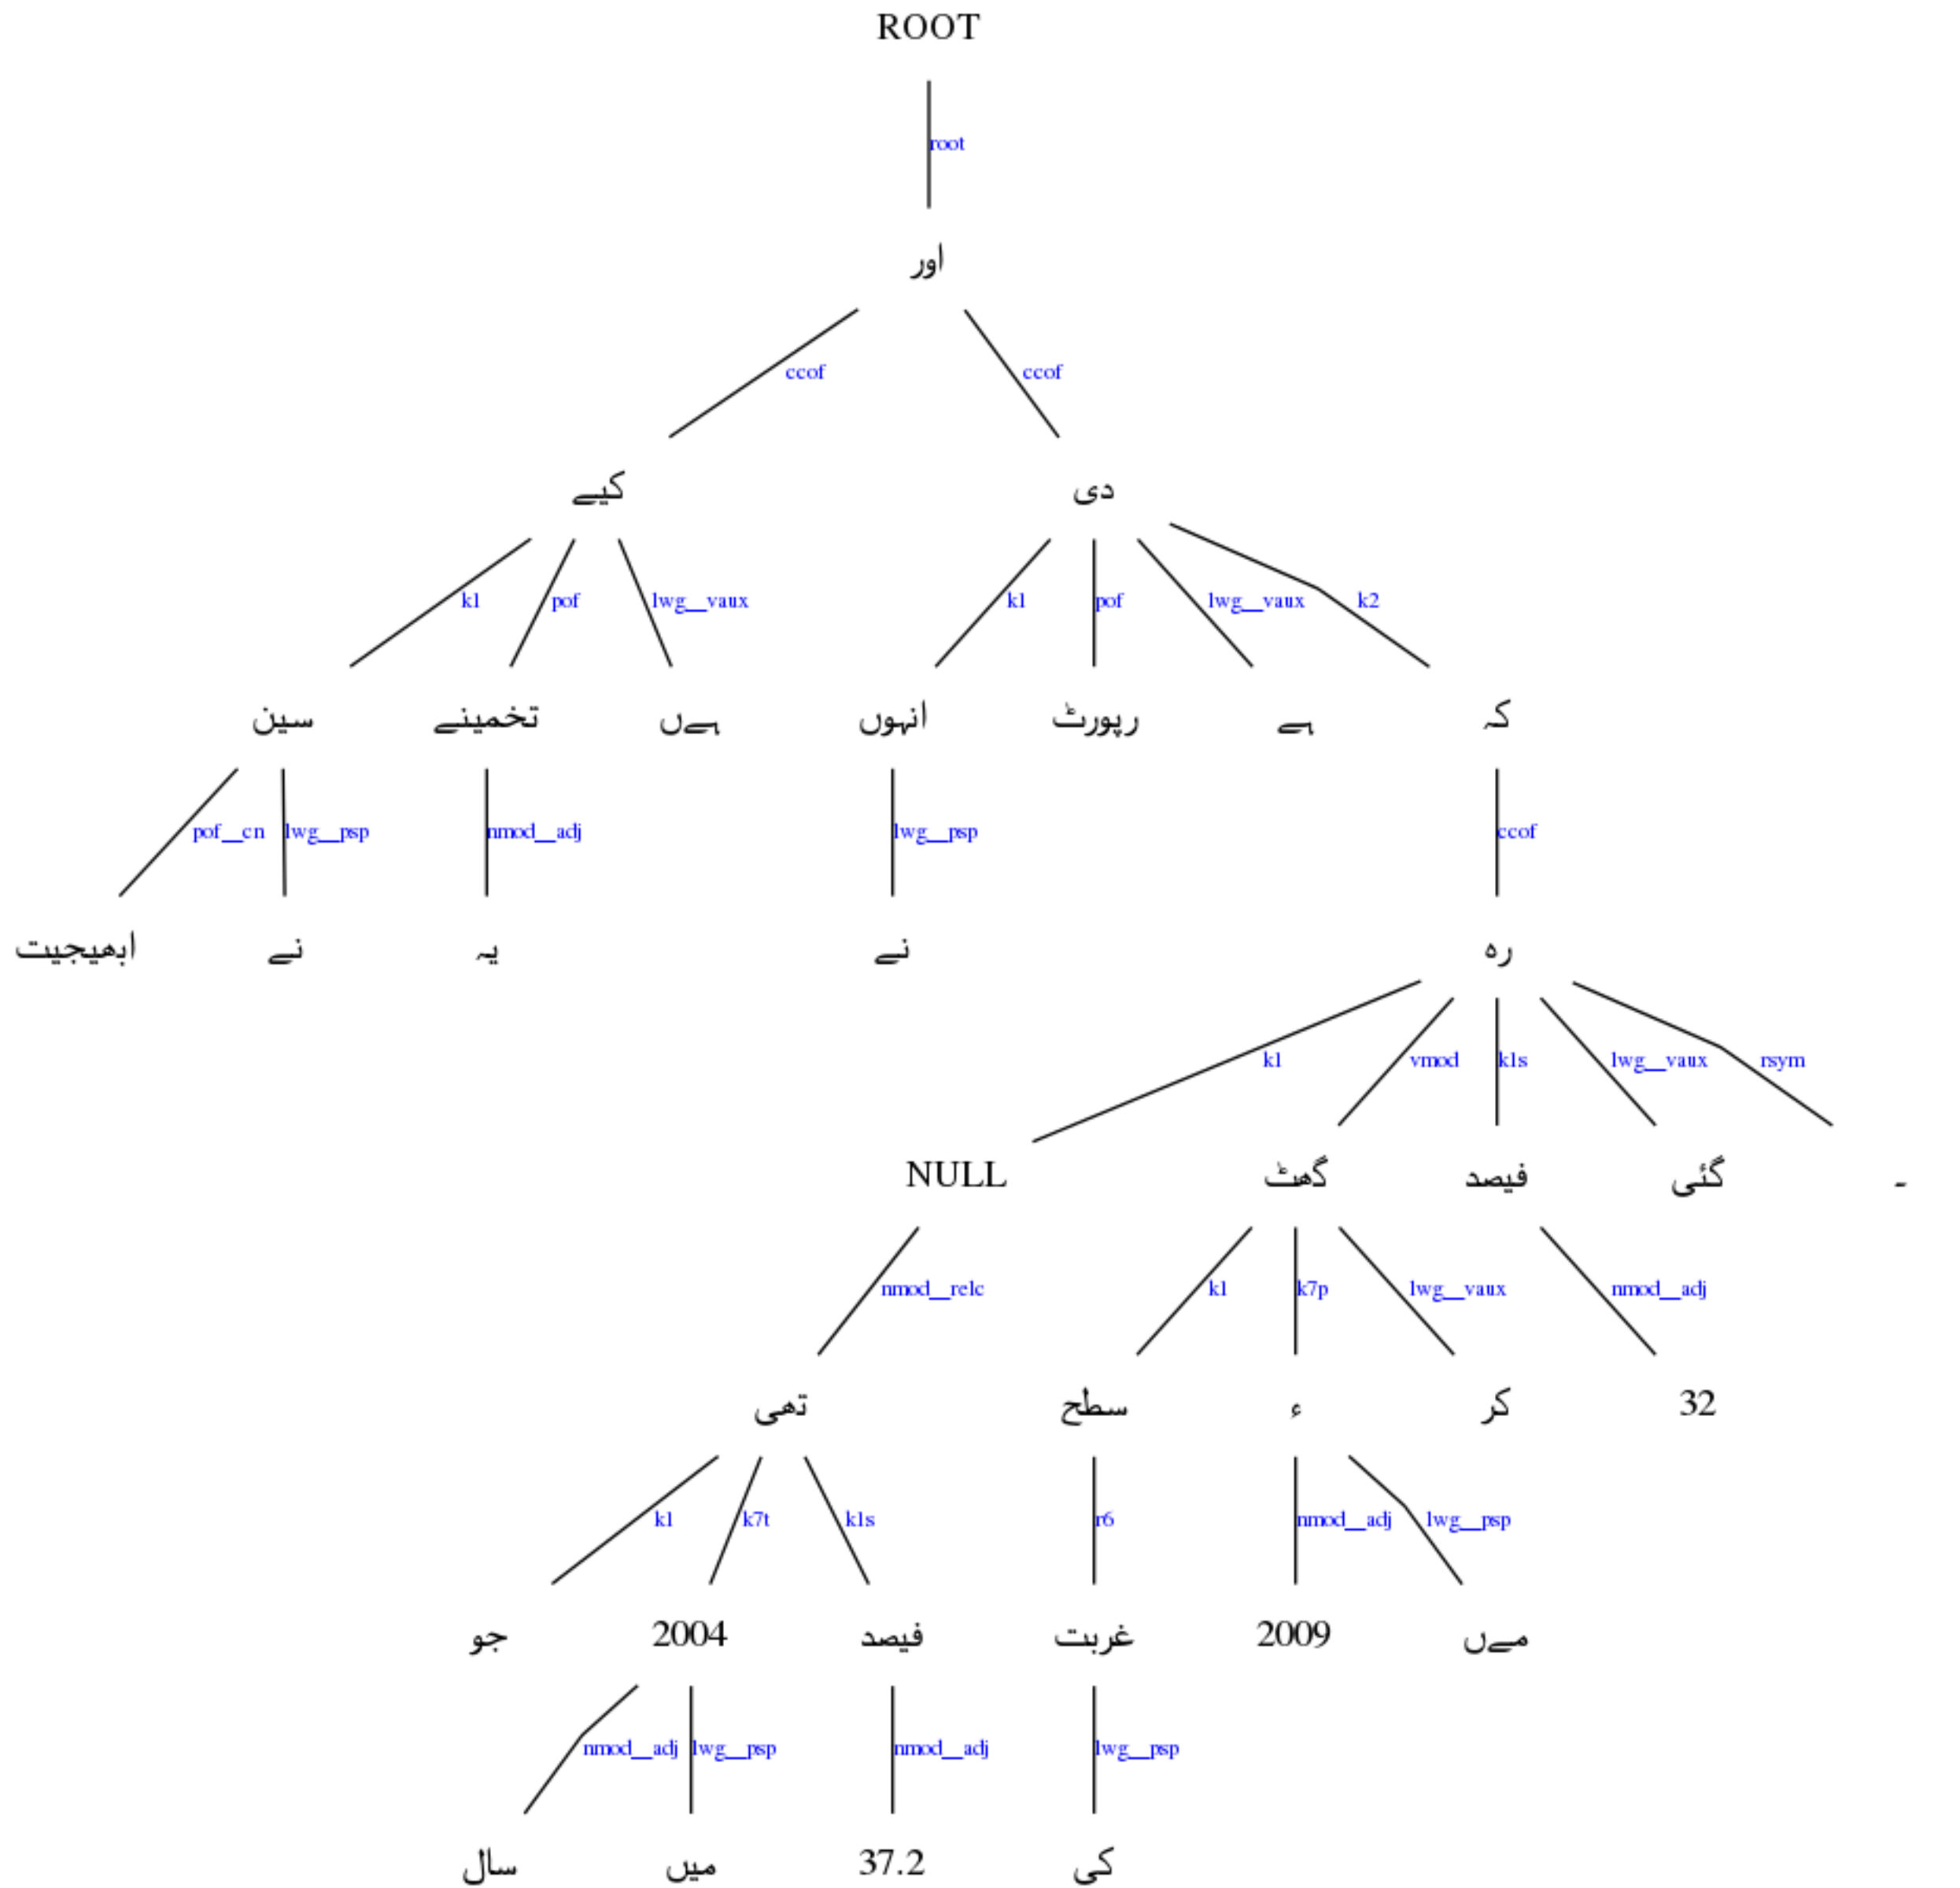 ROOT
root
اور
ccof ccof
کیے دی
k1 pof lwg__vaux k1 pof lwg__vaux k2
سین تخمینے ہےں انہوں رپورٹ ہے کہ
pof__cn lwg__psp nmod__adj lwg__psp ccof
ابھیجیت نے یہ نے رہ
k1 vmod k1s lwg__vaux rsym
NULL گھٹ فیصد گئی ۔
nmod__relc k1 k7p lwg__vaux nmod__adj
تھی سطح ء کر 32
k1 k7t k1s r6 nmod__adj lwg__psp
جو 2004 فیصد غربت 2009 مےں
nmod__adj lwg__psp nmod__adj lwg__psp
سال میں 37.2 کی